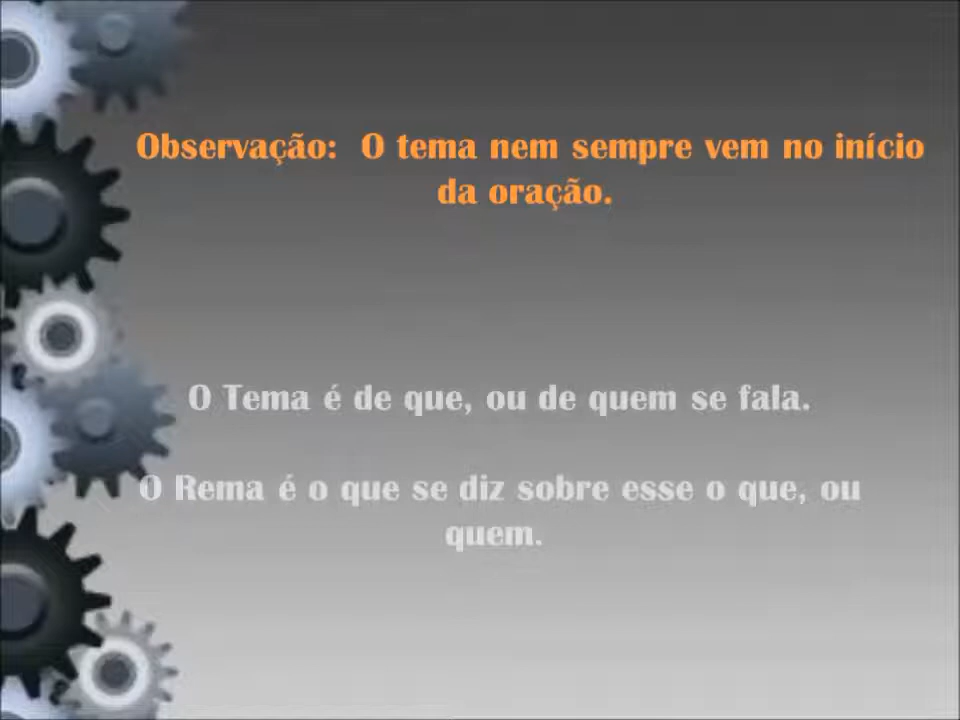 Observação: O tema nem sempre vem no início
da oração.
O Tema é de que, ou de quem se fala.
O Rema é o que se diz sobre esse o que, ou
quem.